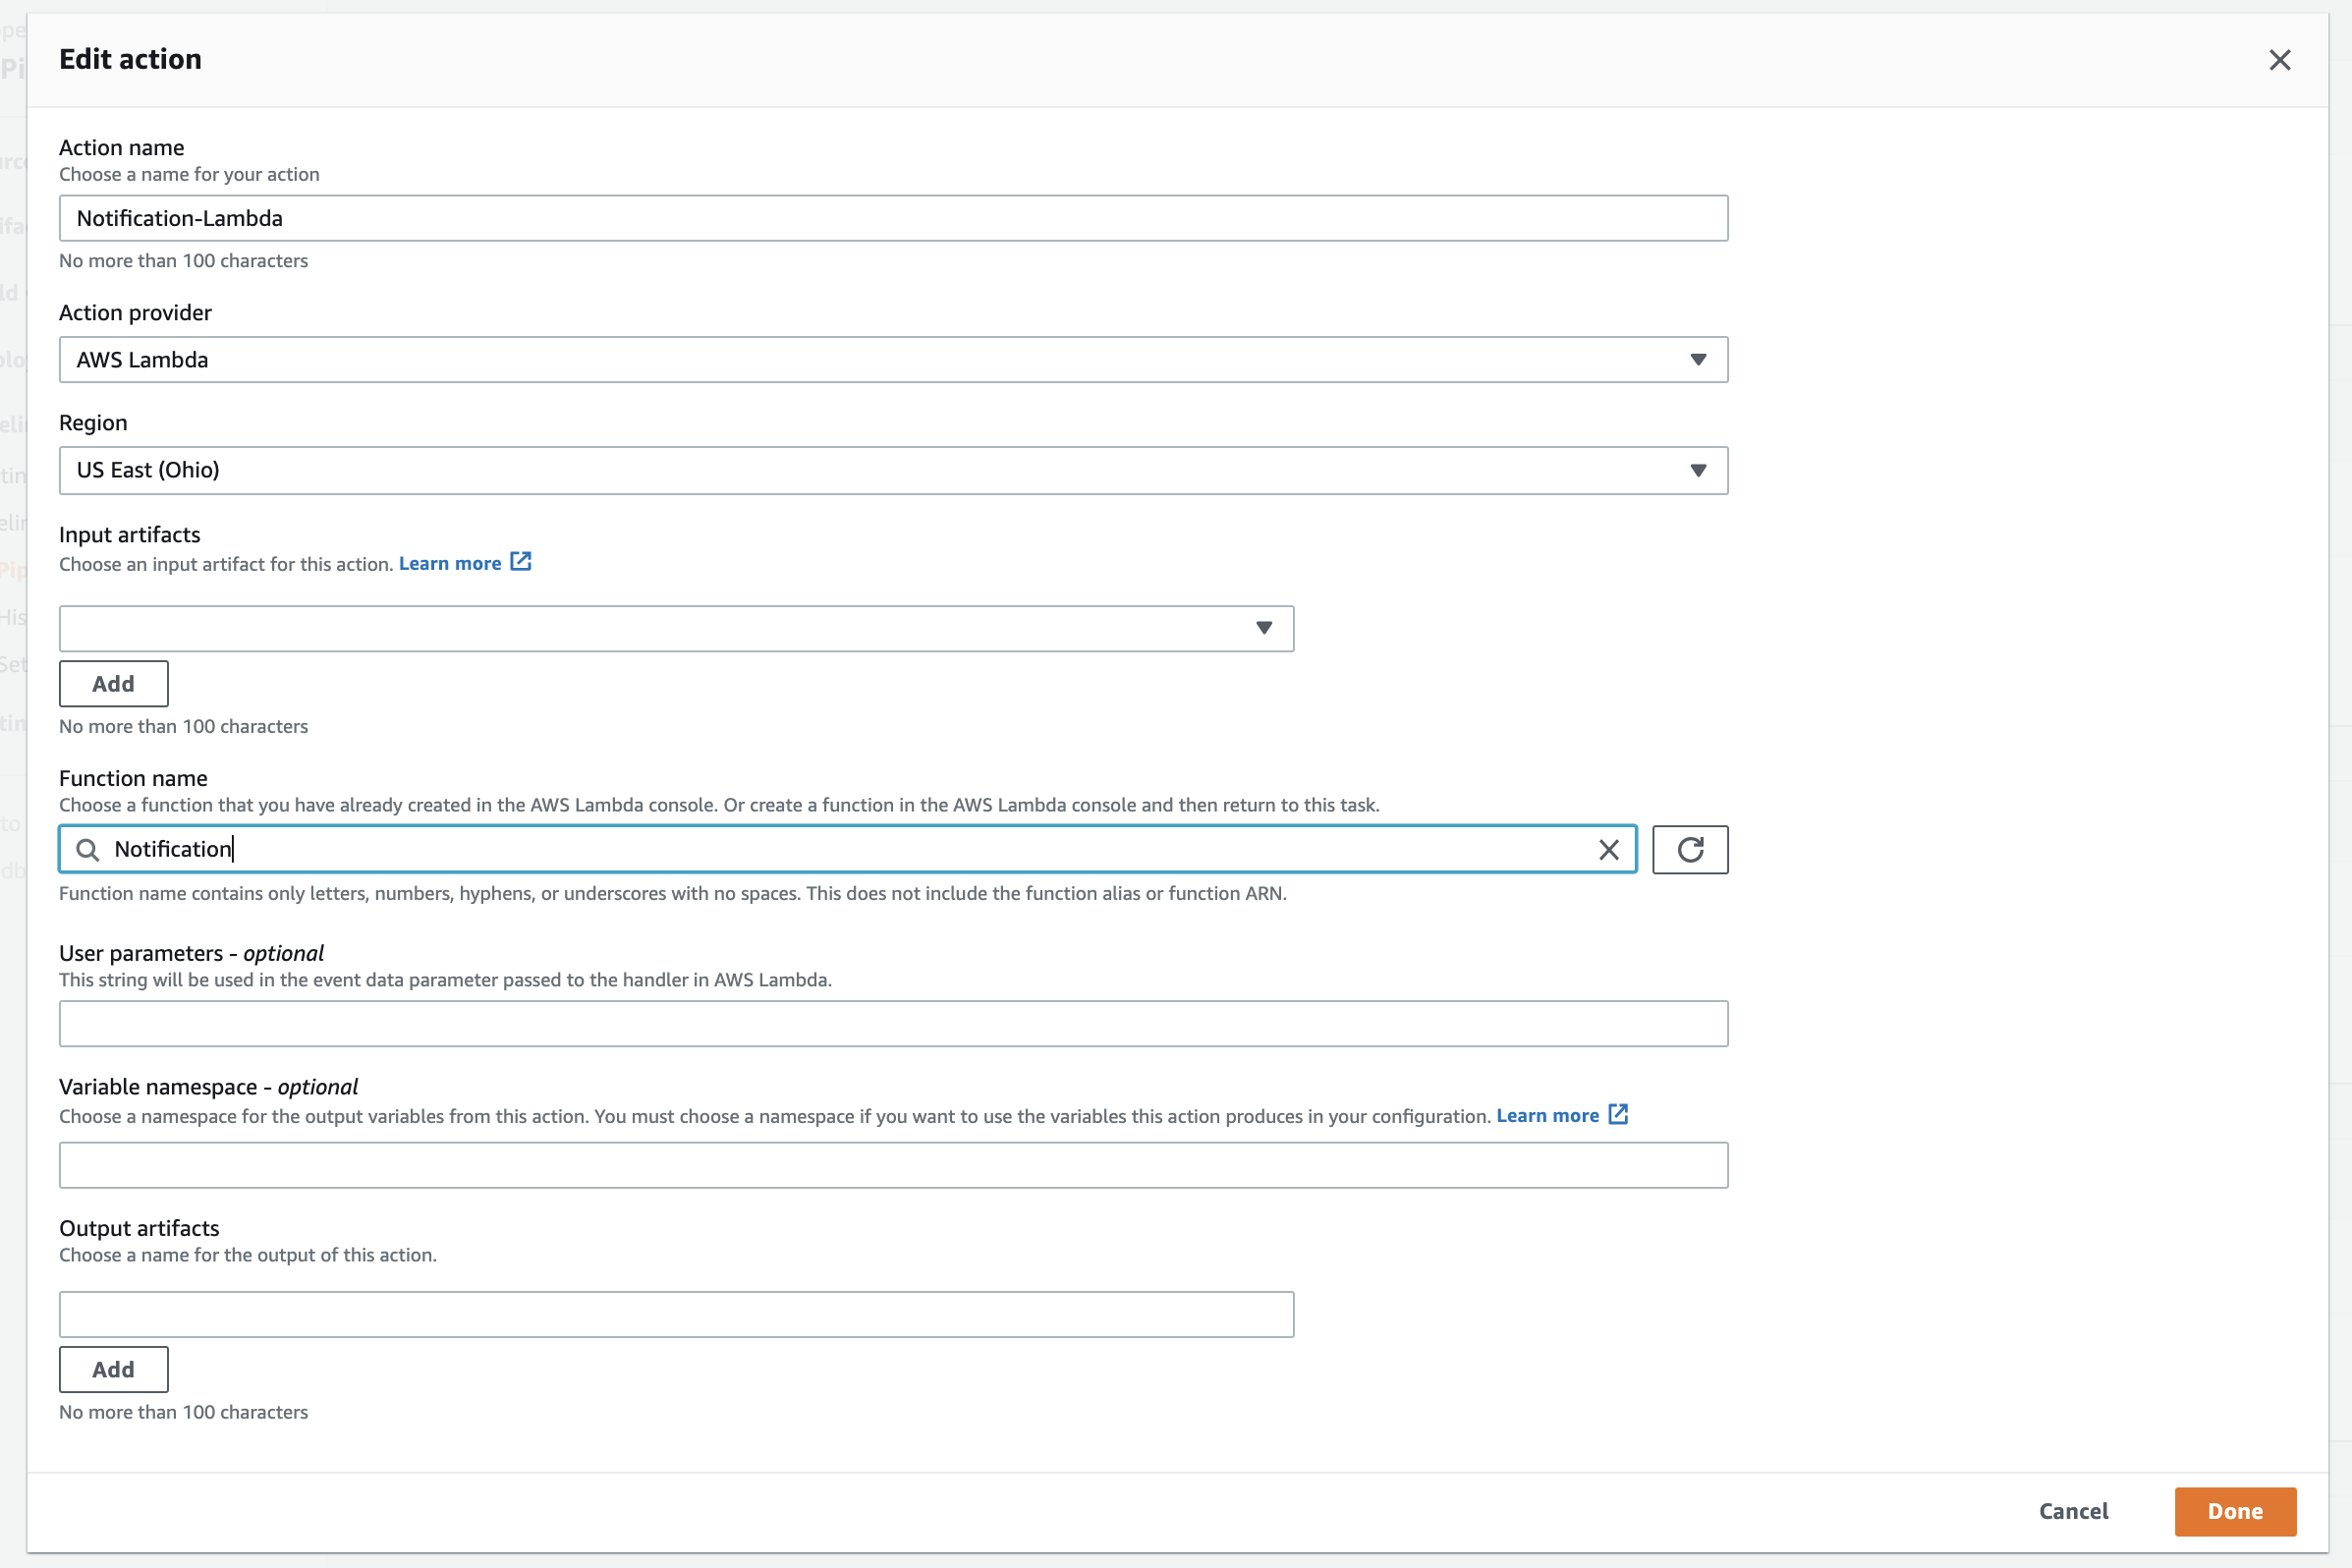 Edit action
Action name
Choose a name for your action
Notification-Lambda
No more than 100 characters
Action provider
AWS Lambda
Region
US East (Ohio)
Input artifacts
Choose an input artifact for this action. Learn more
Add
No more than 100 characters
Function name
Choose a function that you have already created in the AWS Lambda console. Or create a function in the AWS Lambda console and then return to this task.
Notification
Function name contains only letters, numbers, hyphens, or underscores with no spaces. This does not include the function alias or function ARN.
User parameters - optional
This string will be used in the event data parameter passed to the handler in AWS Lambda.
Variable namespace - optional
Choose a namespace for the output variables from this action. You must choose a namespace if you want to use the variables this action produces in your configuration. Learn more
Output artifacts
Choose a name for the output of this action.
Add
No more than 100 characters
Cancel
Done